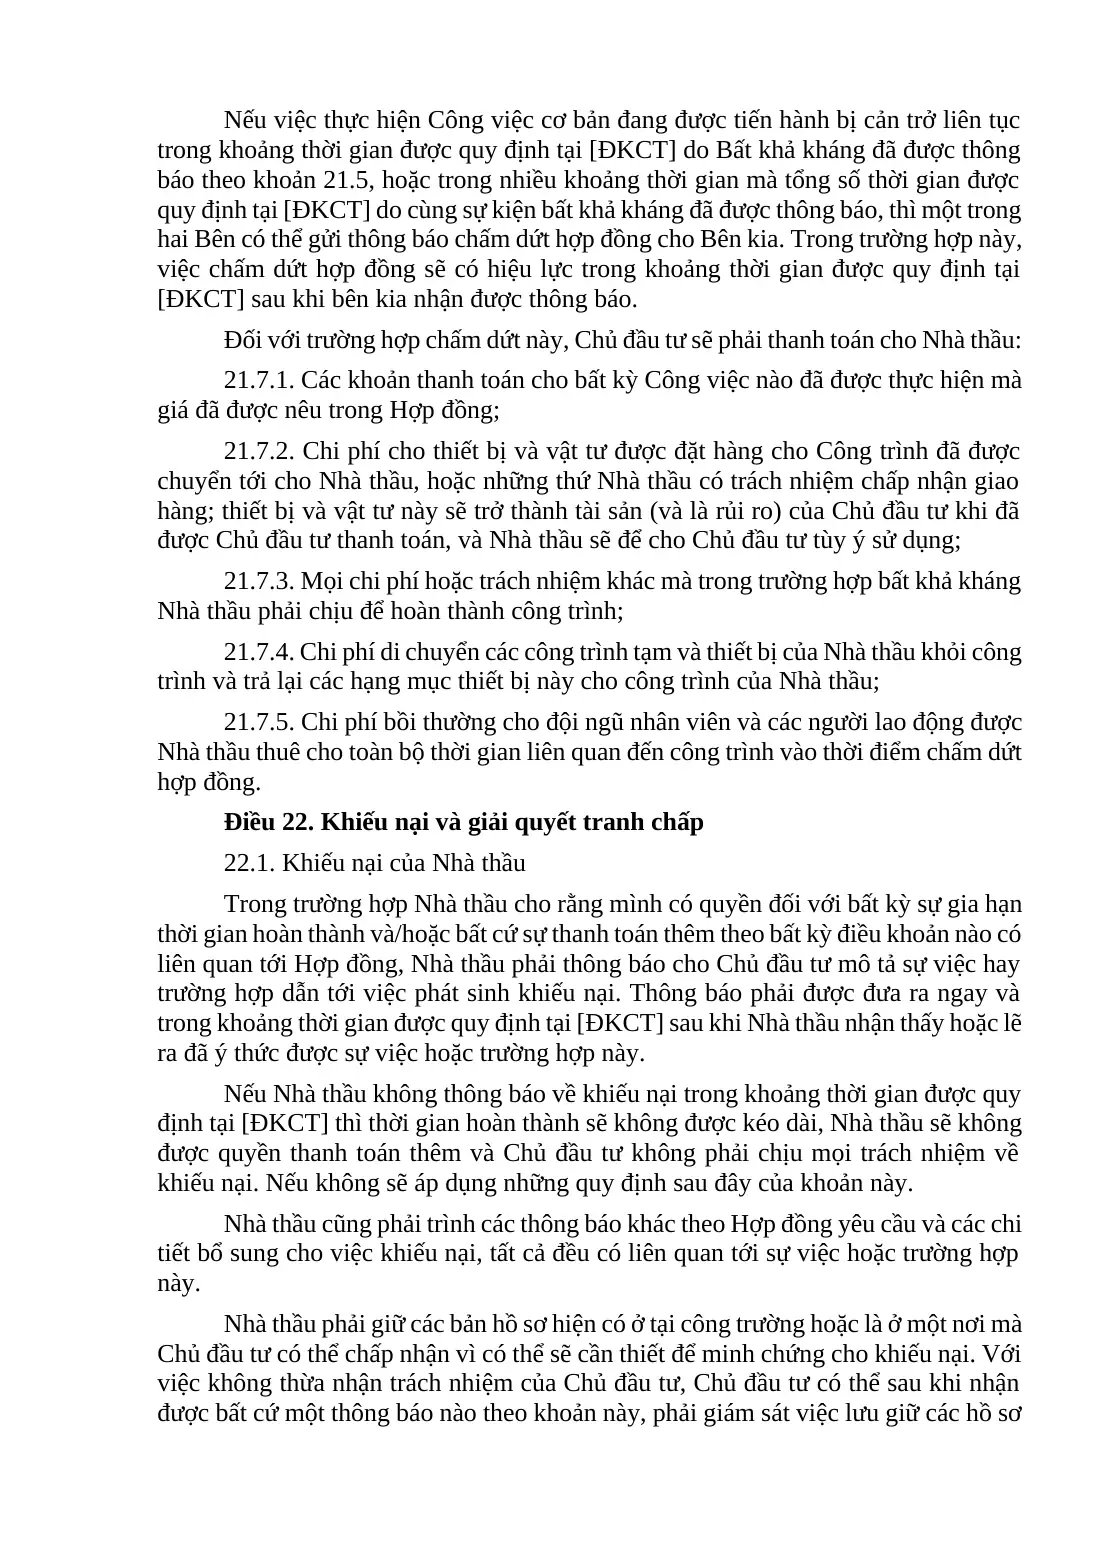 Nếu việc thực hiện Công việc cơ bản đang được tiến hành bị cản trở liên tục
trong khoảng thời gian được quy định tại [ĐKCT] do Bất khả kháng đã được thông
báo theo khoản 21.5, hoặc trong nhiều khoảng thời gian mà tổng số thời gian được
quy định tại [ĐKCT] do cùng sự kiện bất khả kháng đã được thông báo, thì một trong
hai Bên có thể gửi thông báo chấm dứt hợp đồng cho Bên kia. Trong trường hợp này,
việc chấm dứt hợp đồng sẽ có hiệu lực trong khoảng thời gian được quy định tại
[ĐKCT] sau khi bên kia nhận được thông báo.
Đối với trường hợp chấm dứt này, Chủ đầu tư sẽ phải thanh toán cho Nhà thầu:
21.7.1. Các khoản thanh toán cho bất kỳ Công việc nào đã được thực hiện mà
giá đã được nêu trong Hợp đồng;
21.7.2. Chi phí cho thiết bị và vật tư được đặt hàng cho Công trình đã được
chuyển tới cho Nhà thầu, hoặc những thứ Nhà thầu có trách nhiệm chấp nhận giao
hàng; thiết bị và vật tư này sẽ trở thành tài sản (và là rủi ro) của Chủ đầu tư khi đã
được Chủ đầu tư thanh toán, và Nhà thầu sẽ để cho Chủ đầu tư tùy ý sử dụng;
21.7.3. Mọi chi phí hoặc trách nhiệm khác mà trong trường hợp bất khả kháng
Nhà thầu phải chịu để hoàn thành công trình;
21.7.4. Chi phí di chuyển các công trình tạm và thiết bị của Nhà thầu khỏi công
trình và trả lại các hạng mục thiết bị này cho công trình của Nhà thầu;
21.7.5. Chi phí bồi thường cho đội ngũ nhân viên và các người lao động được
Nhà thầu thuê cho toàn bộ thời gian liên quan đến công trình vào thời điểm chấm dứt
hợp đồng.
Điều 22. Khiếu nại và giải quyết tranh chấp
22.1. Khiếu nại của Nhà thầu
Trong trường hợp Nhà thầu cho rằng mình có quyền đối với bất kỳ sự gia hạn
thời gian hoàn thành và/hoặc bất cứ sự thanh toán thêm theo bất kỳ điều khoản nào có
liên quan tới Hợp đồng, Nhà thầu phải thông báo cho Chủ đầu tư mô tả sự việc hay
trường hợp dẫn tới việc phát sinh khiếu nại. Thông báo phải được đưa ra ngay và
trong khoảng thời gian được quy định tại [ĐKCT] sau khi Nhà thầu nhận thấy hoặc lẽ
ra đã ý thức được sự việc hoặc trường hợp này.
Nếu Nhà thầu không thông báo về khiếu nại trong khoảng thời gian được quy
định tại [ĐKCT] thì thời gian hoàn thành sẽ không được kéo dài, Nhà thầu sẽ không
được quyền thanh toán thêm và Chủ đầu tư không phải chịu mọi trách nhiệm về
khiếu nại. Nếu không sẽ áp dụng những quy định sau đây của khoản này.
Nhà thầu cũng phải trình các thông báo khác theo Hợp đồng yêu cầu và các chi
tiết bổ sung cho việc khiếu nại, tất cả đều có liên quan tới sự việc hoặc trường hợp
này.
Nhà thầu phải giữ các bản hồ sơ hiện có ở tại công trường hoặc là ở một nơi mà
Chủ đầu tư có thể chấp nhận vì có thể sẽ cần thiết để minh chứng cho khiếu nại. Với
việc không thừa nhận trách nhiệm của Chủ đầu tư, Chủ đầu tư có thể sau khi nhận
được bất cứ một thông báo nào theo khoản này, phải giám sát việc lưu giữ các hồ sơ